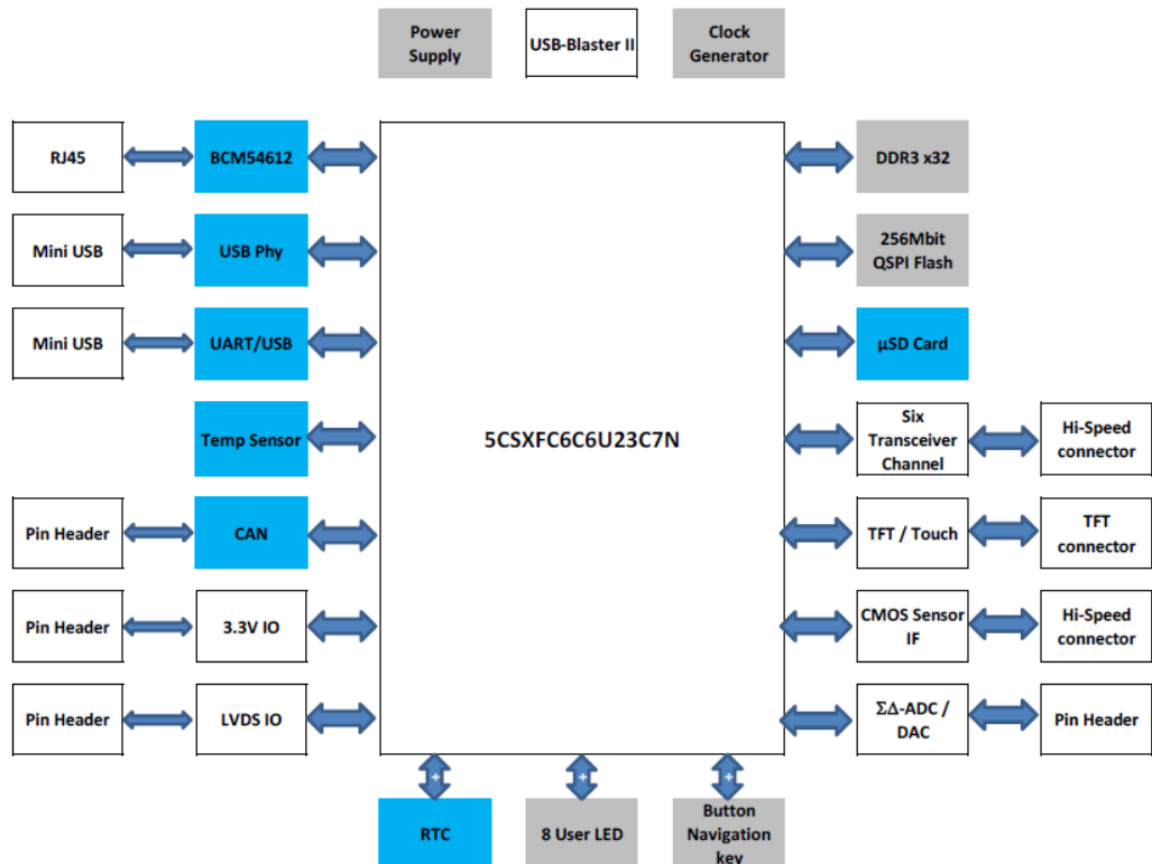 Power
Supply
USB-Blaster II
Clock
Generator
RJ45
BCM54612
DDR3 x32
Mini USB
USB Phy
256Mbit
QSPI Flash
Mini USB
UART/USB
µSD Card
Temp Sensor
5CSXFC6C6U23C7N
Six
Transceiver
Channel
Hi-Speed
connector
Pin Header
CAN
TFT / Touch
TFT
connector
Pin Header
3.3V IO
CMOS Sensor
IF
Hi-Speed
connector
Pin Header
LVDS IO
ΣΔ-ADC /
DAC
Pin Header
+
+
+
RTC
8 User LED
Button
Navigation
key